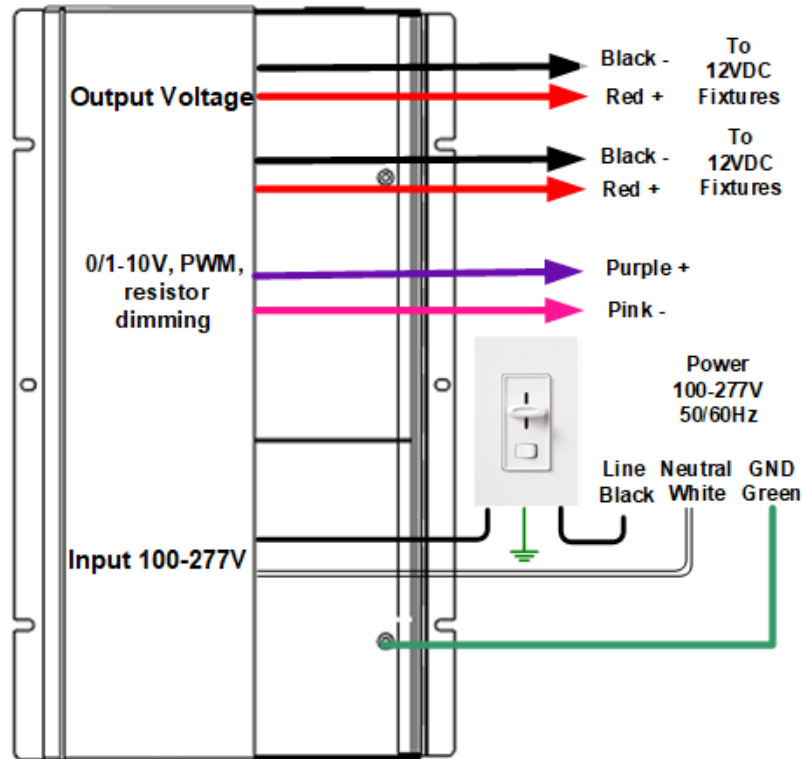 Output Voltage
Black -
Red +
To
12VDC
Fixtures
Black -
Red +
To
12VDC
Fixtures
0/1-10V, PWM,
resistor
dimming
Purple +
Pink -
Power
100-277V
50/60Hz
Line Neutral GND
Black White Green
Input 100-277V